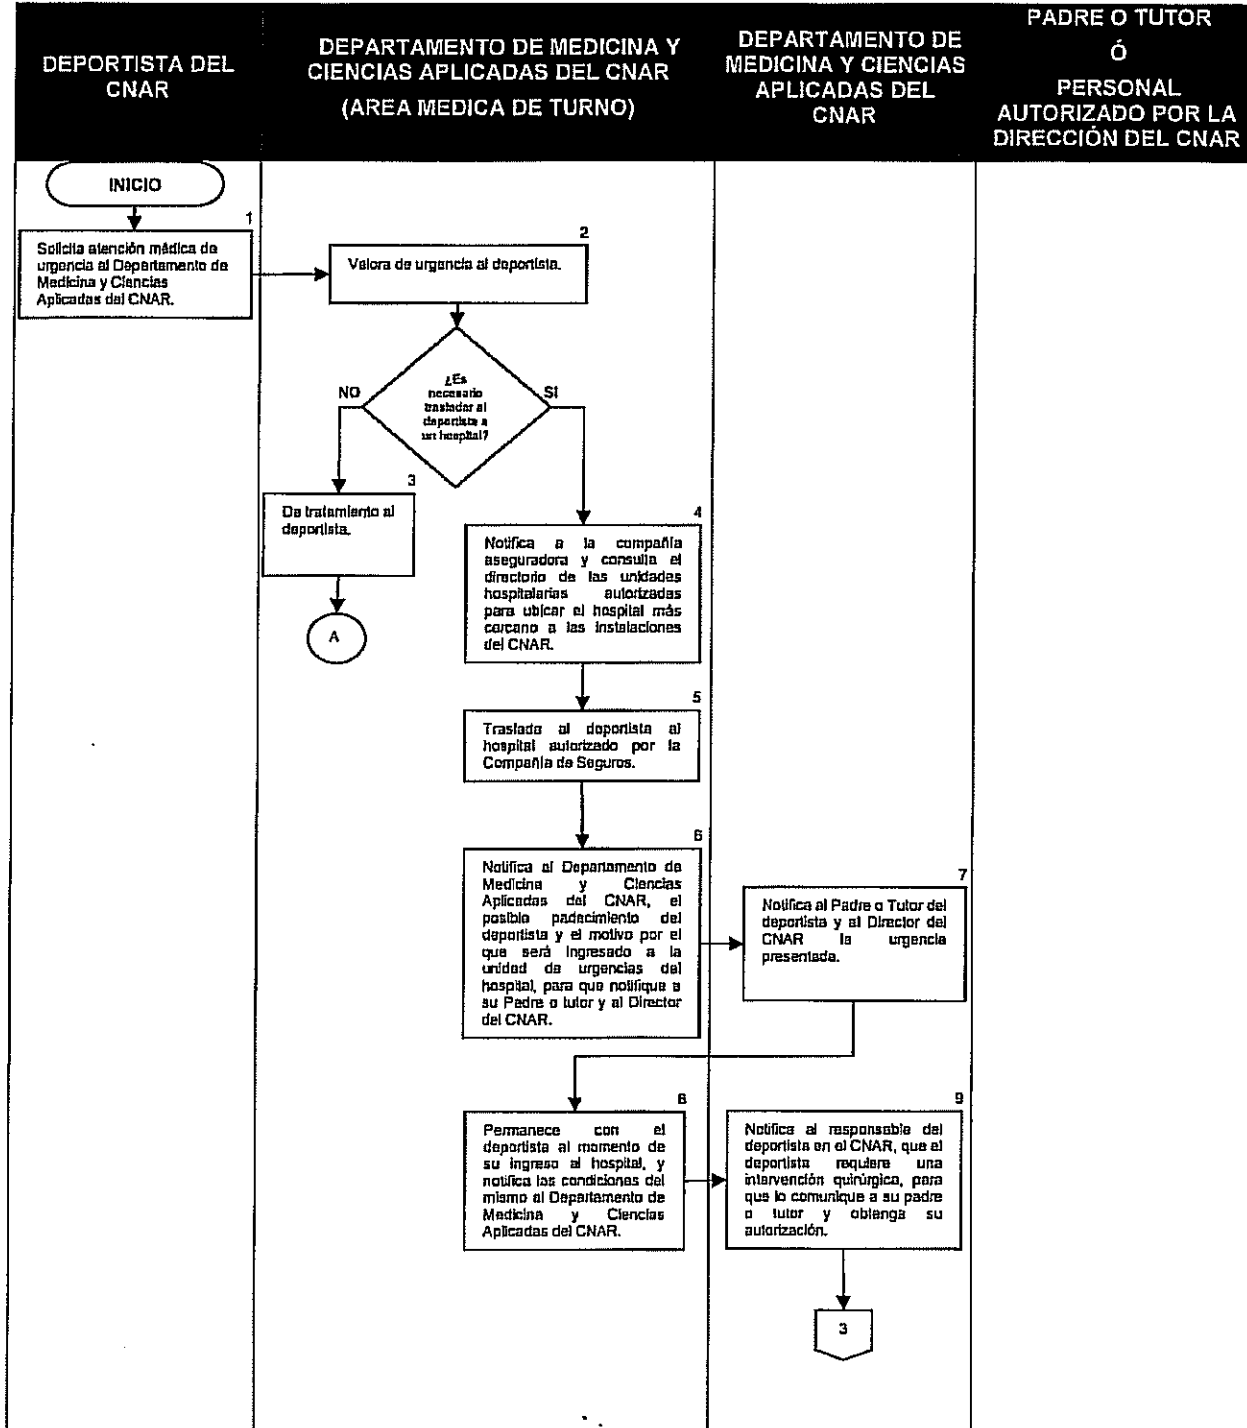 DEPORTISTA DEL
CNAR
DEPARTAMENTO DE MEDICINA Y
CIENCIAS APLICADAS DEL CNAR
(AREA MEDICA DE TURNO)
DEPARTAMENTO DE
MEDICINA Y CIENCIAS
APLICADAS DEL
CNAR
PADRE O TUTOR
Ó
PERSONAL
AUTORIZADO POR LA
DIRECCIÓN DEL CNAR
INICIO
1
Solicita atención médica de
urgencia al Departamento de
Medicina y Ciencias
Aplicadas del CNAR.
2
Valora de urgencia al deportista.
¿Es
necesario
trasladar al
deportista a
un hospital?
NO
SI
3
Da tratamiento al
deportista.
A
4
Notifica a la compañía
aseguradora y consulta el
directorio de las unidades
hospitalarias autorizadas
para ubicar el hospital más
cercano a las instalaciones
del CNAR.
5
Traslada al deportista al
hospital autorizado por la
Compañía de Seguros.
6
Notifica al Departamento de
Medicina y Ciencias
Aplicadas del CNAR, el
posible padecimiento del
deportista y el motivo por el
que será ingresado a la
unidad de urgencias del
hospital, para que notifique a
su Padre o tutor y al Director
del CNAR.
7
Notifica al Padre o Tutor del
deportista y al Director del
CNAR la urgencia
presentada.
8
Permanece con el
deportista al momento de
su ingreso al hospital, y
notifica las condiciones del
mismo al Departamento de
Medicina y Ciencias
Aplicadas del CNAR.
9
Notifica al responsable del
deportista en el CNAR, que el
deportista requiere una
intervención quirúrgica, para
que lo comunique a su padre
o tutor y obtenga su
autorización.
3